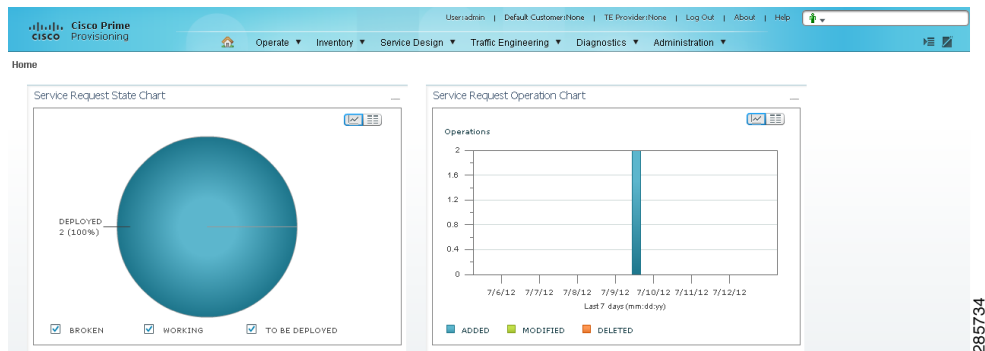 User:admin | Default Customer:None | TE Provider:None | Log Out | About | Help
Cisco Prime
CISCO Provisioning
Operate Inventory Service Design Traffic Engineering Diagnostics Administration
Home
Service Request State Chart
DEPLOYED
2 (100%)
BROKEN WORKING TO BE DEPLOYED
Service Request Operation Chart
Operations
2
1.6
1.2
0.8
0.4
0
7/6/12 7/7/12 7/8/12 7/9/12 7/10/12 7/11/12 7/12/12
Last 7 days (mm:dd:yy)
ADDED MODIFIED DELETED
285734